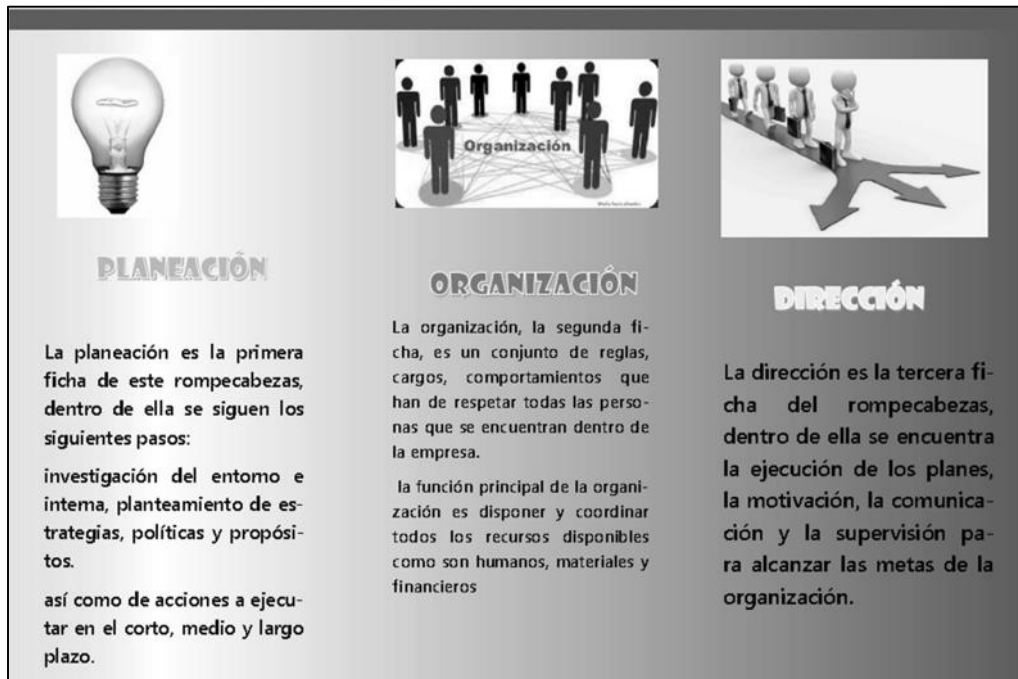 PLANEACIÓN
La planeación es la primera
ficha de este rompecabezas,
dentro de ella se siguen los
siguientes pasos:
investigación del entorno e
interna, planteamiento de es-
trategias, políticas y propósi-
tos.
así como de acciones a ejecu-
tar en el corto, medio y largo
plazo.
Organización
ORGANIZACIÓN
La organización, la segunda fi-
cha, es un conjunto de reglas,
cargos, comportamientos que
han de respetar todas las perso-
nas que se encuentran dentro de
la empresa.
la función principal de la organi-
zación es disponer y coordinar
todos los recursos disponibles
como son humanos, materiales y
financieros
DIRECCIÓN
La dirección es la tercera fi-
cha del rompecabezas,
dentro de ella se encuentra
la ejecución de los planes,
la motivación, la comunica-
ción y la supervisión pa-
ra alcanzar las metas de la
organización.